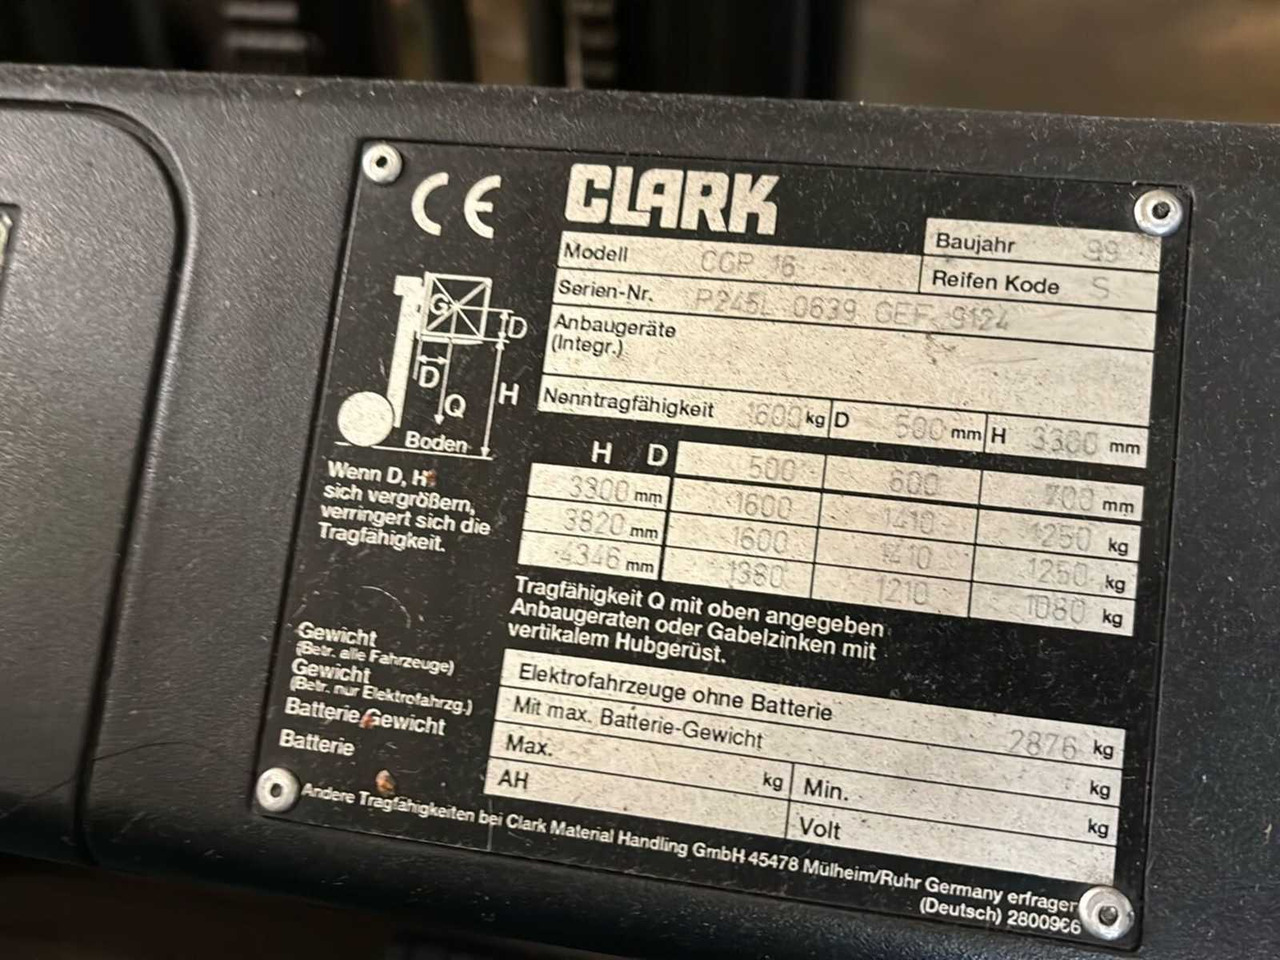 CE
CLARK
Modell CGP 16
Baujahr 99
Serien-Nr. P245L 0639 GEF 9124
Reifen Kode S
Anbaugeräte
(Integr.)
Nenntragfähigkeit 1600 kg D 500 mm H 3300 mm
G
D
D
Q
H
Boden
Wenn D, H
sich vergrößern,
verringert sich die
Tragfähigkeit.
H D 500 600 700 mm
3300 mm 1600 1410 1250 kg
3820 mm 1600 1410 1250 kg
4346 mm 1380 1210 1080 kg
Tragfähigkeit Q mit oben angegeben
Anbaugeraten oder Gabelzinken mit
vertikalem Hubgerüst.
Gewicht
(Betr. alle Fahrzeuge)
Elektrofahrzeuge ohne Batterie 2876 kg
Gewicht
(Betr. nur Elektrofahrzg.)
Mit max. Batterie-Gewicht kg
Batterie Gewicht
Max. kg Min. kg
Batterie
AH Volt
Andere Tragfähigkeiten bei Clark Material Handling GmbH 45478 Mülheim/Ruhr Germany erfragen
(Deutsch) 2800966